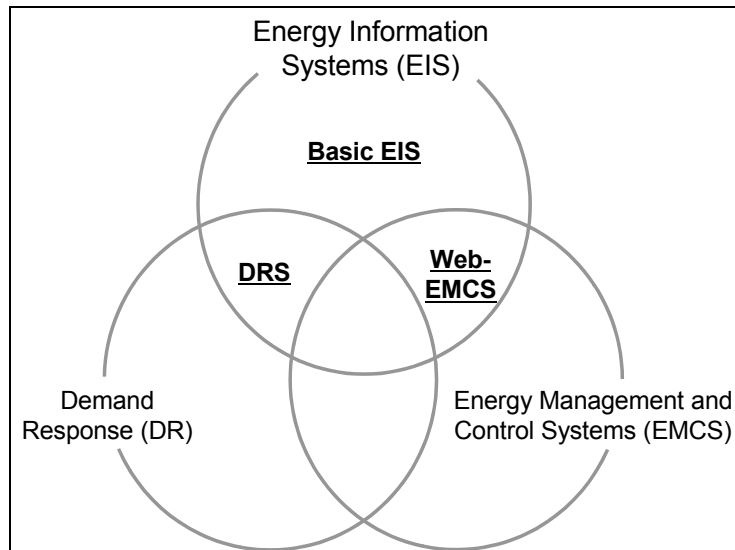 Energy Information
Systems (EIS)
Basic EIS
DRS
Web-
EMCS
Demand
Response (DR)
Energy Management and
Control Systems (EMCS)